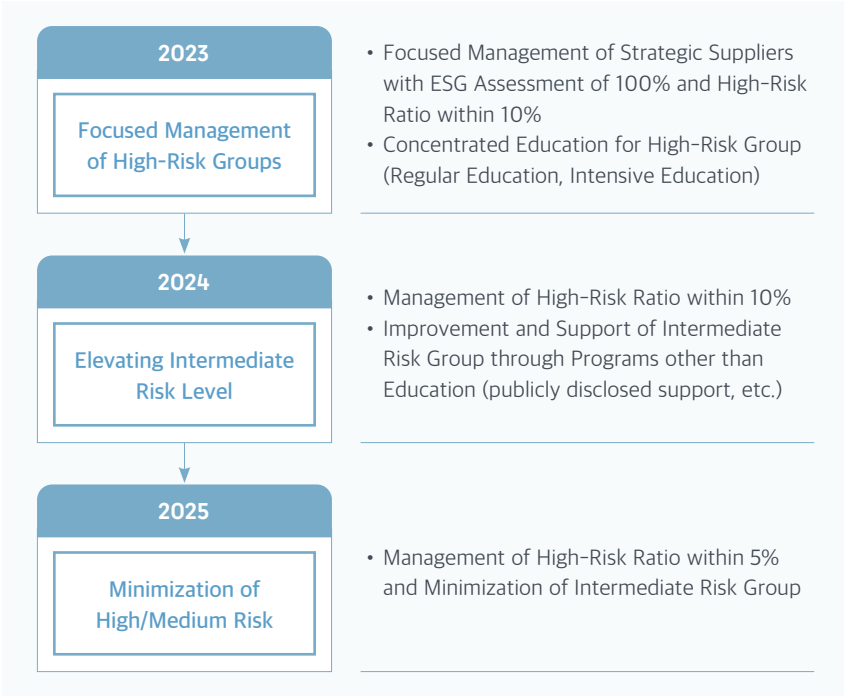 2023
Focused Management
of High-Risk Groups
• Focused Management of Strategic Suppliers
with ESG Assessment of 100% and High-Risk
Ratio within 10%
• Concentrated Education for High-Risk Group
(Regular Education, Intensive Education)
2024
Elevating Intermediate
Risk Level
• Management of High-Risk Ratio within 10%
• Improvement and Support of Intermediate
Risk Group through Programs other than
Education (publicly disclosed support, etc.)
2025
Minimization of
High/Medium Risk
• Management of High-Risk Ratio within 5%
and Minimization of Intermediate Risk Group